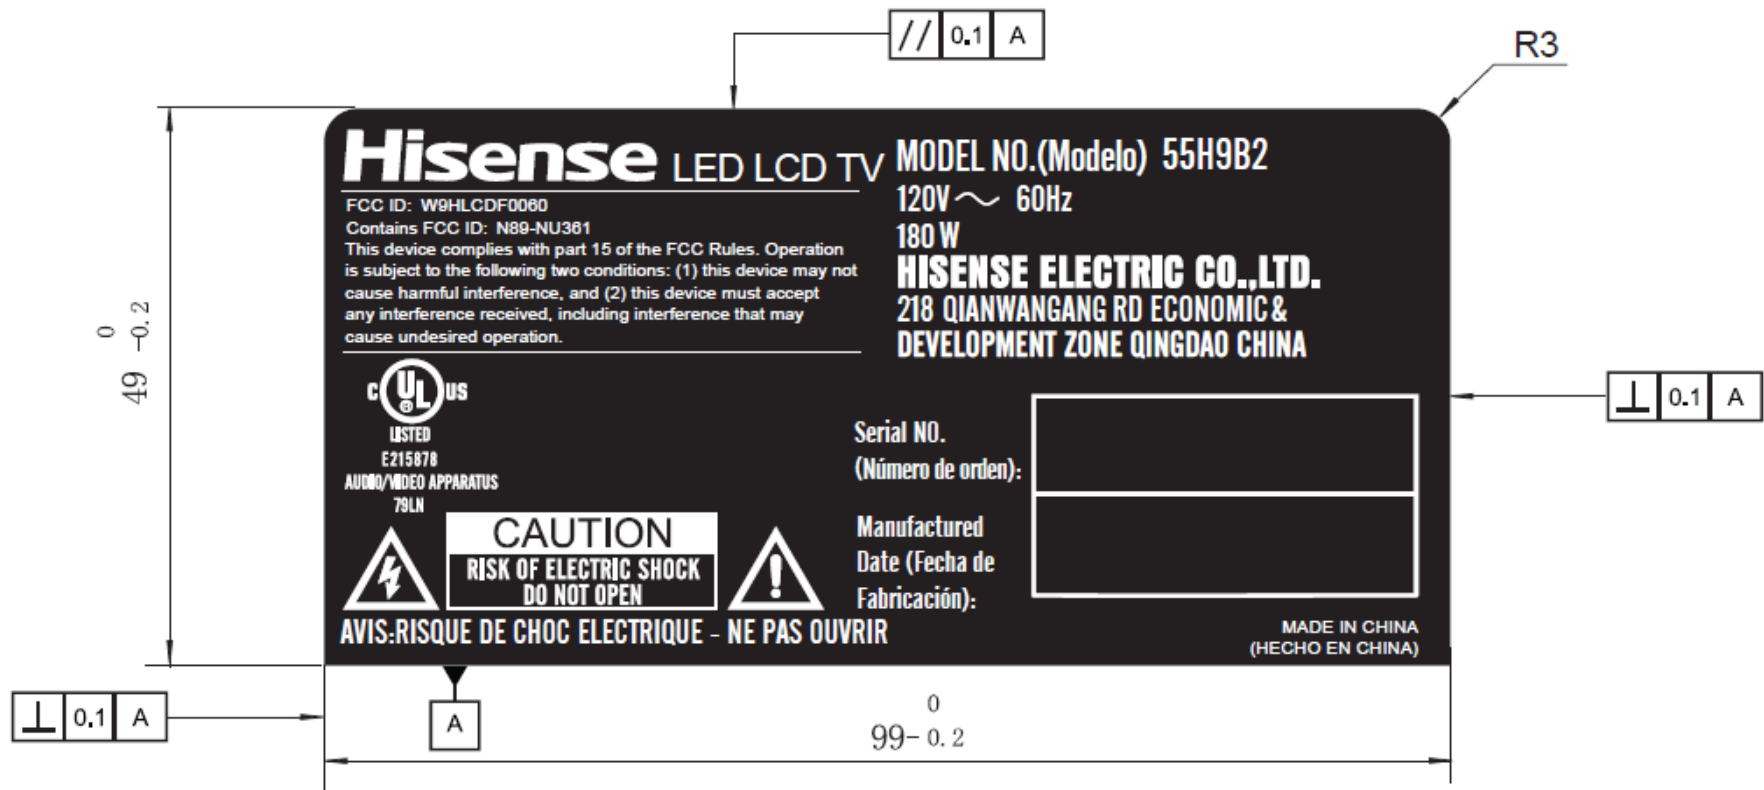 // 0.1 A
R3
Hisense LED LCD TV
FCC ID: W9HLCDF0060
Contains FCC ID: N89-NU361
This device complies with part 15 of the FCC Rules. Operation
is subject to the following two conditions: (1) this device may not
cause harmful interference, and (2) this device must accept
any interference received, including interference that may
cause undesired operation.
C UL® US
LISTED
E215878
AUDIO/VIDEO APPARATUS
79LN
CAUTION
RISK OF ELECTRIC SHOCK
DO NOT OPEN
AVIS:RISQUE DE CHOC ELECTRIQUE - NE PAS OUVRIR
MODEL NO.(Modelo) 55H9B2
120V ~ 60Hz
180 W
HISENSE ELECTRIC CO.,LTD.
218 QIANWANGANG RD ECONOMIC &
DEVELOPMENT ZONE QINGDAO CHINA
Serial NO.
(Número de orden):
Manufactured
Date (Fecha de
Fabricación):
MADE IN CHINA
(HECHO EN CHINA)
49 0 -0.2
⊥ 0.1 A
⊥ 0.1 A
A
99 0 -0.2